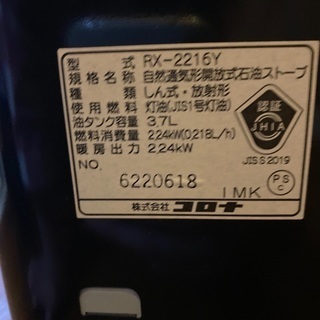 型　　　式 RX-2216Y
規 格 名 称 自然通気形開放式石油ストーブ
種　　　類 しん式・放射形
使 用 燃 料 灯油(JIS1号灯油)
油タンク容量 3.7L
燃料消費量 2.24kW(0.218L/h)
暖 房 出 力 2.24kW
認証
JHIA
JIS S 2019
NO.
6220618
1MK
PS
C
株式会社 コロナ